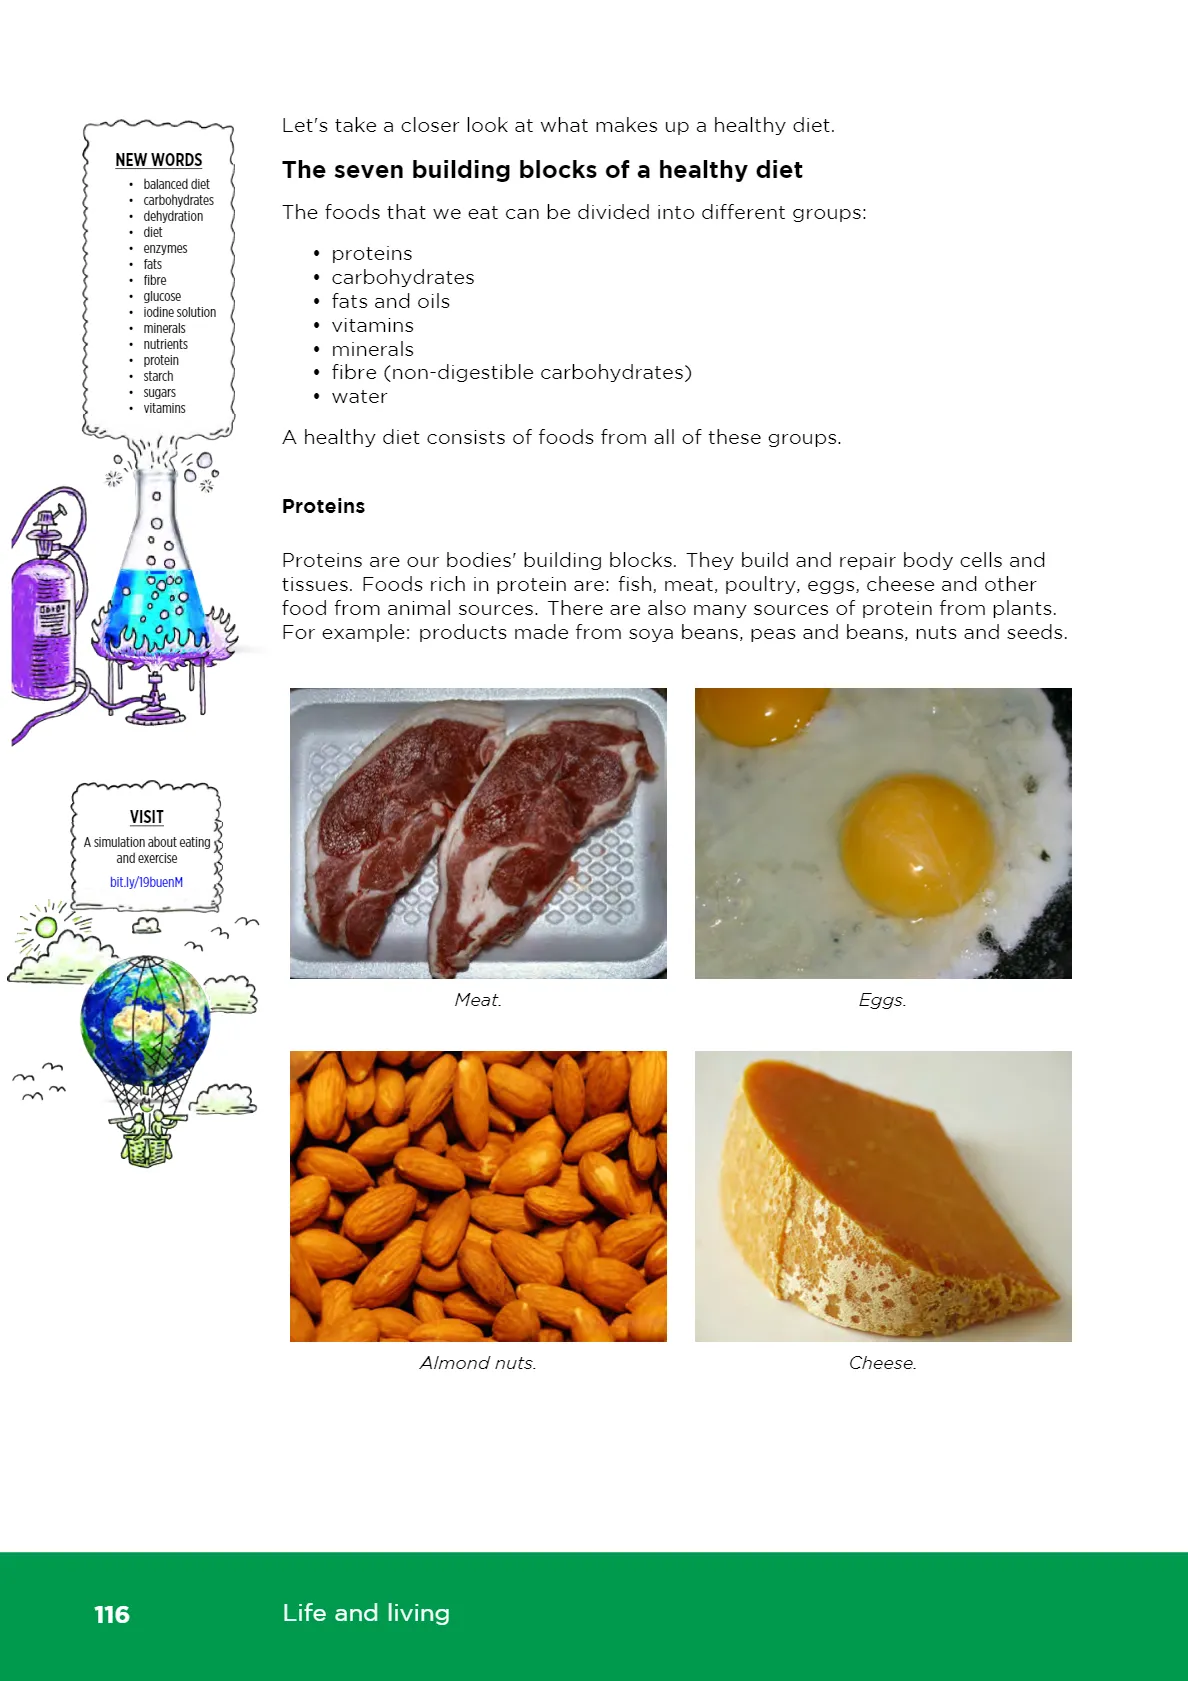 Let's take a closer look at what makes up a healthy diet.
The seven building blocks of a healthy diet
The foods that we eat can be divided into different groups:
• proteins
• carbohydrates
• fats and oils
• vitamins
• minerals
• fibre (non-digestible carbohydrates)
• water
A healthy diet consists of foods from all of these groups.
NEW WORDS
• balanced diet
• carbohydrates
• dehydration
• diet
• enzymes
• fats
• fibre
• glucose
• iodine solution
• minerals
• nutrients
• protein
• starch
• sugars
• vitamins
Proteins
Proteins are our bodies' building blocks. They build and repair body cells and
tissues. Foods rich in protein are: fish, meat, poultry, eggs, cheese and other
food from animal sources. There are also many sources of protein from plants.
For example: products made from soya beans, peas and beans, nuts and seeds.
VISIT
A simulation about eating
and exercise
bit.ly/19buenM
Meat.
Eggs.
Almond nuts.
Cheese.
116
Life and living